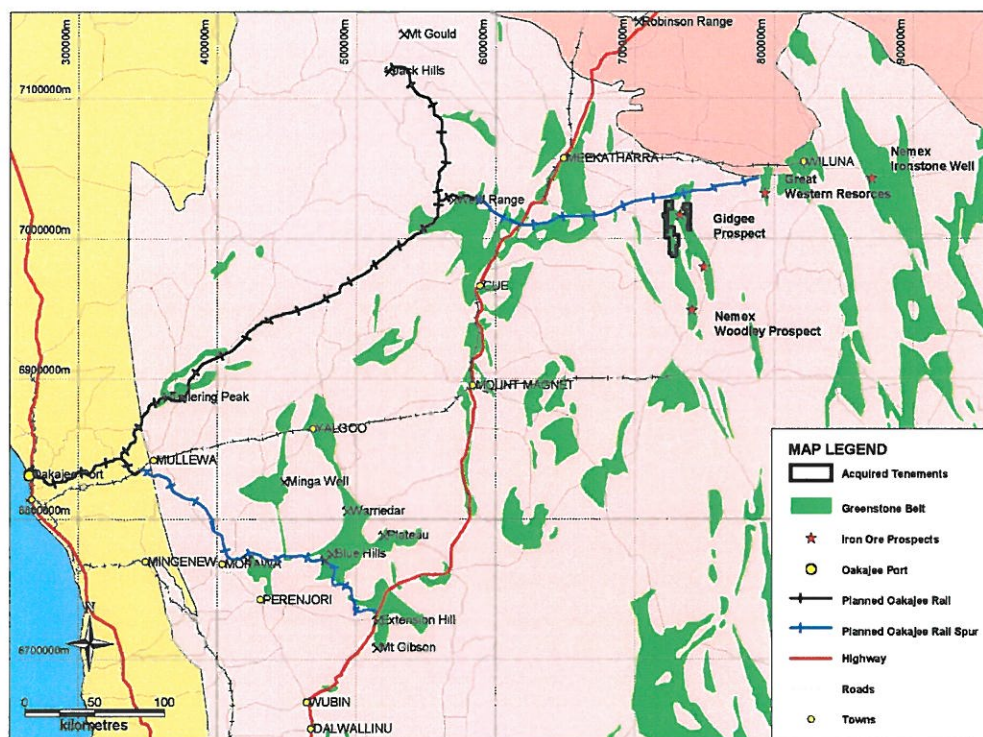 300000m
400000m
500000m
600000m
700000m
800000m
900000m
Robinson Range
Mt Gould
Jack Hills
7100000m
MEEKATHARRA
WILUNA
Nemex
Ironstone Well
Great
Western Resorces
Weld Range
Gidgee
Prospect
7000000m
CUE
Nemex
Woodley Prospect
6900000m
MOUNT MAGNET
Tallering Peak
YALGOO
MULLEWA
Oakajee Port
Minga Well
Warriedar
6800000m
Plateau
Blue Hills
MINGENEW
MORAWA
PERENJORI
Extension Hill
Mt Gibson
N
6700000m
WUBIN
DALWALLINU
0 50 100
kilometres
MAP LEGEND
Acquired Tenements
Greenstone Belt
Iron Ore Prospects
Oakajee Port
Planned Oakajee Rail
Planned Oakajee Rail Spur
Highway
Roads
Towns